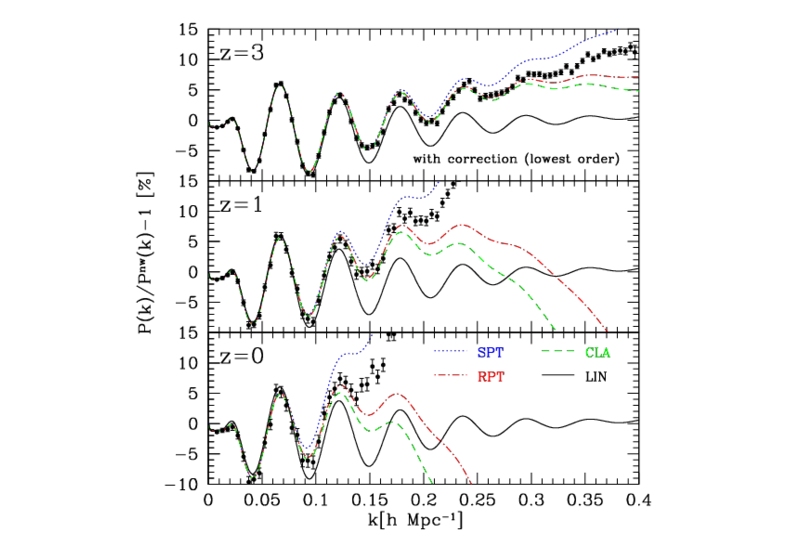 15
z=3
10
5
0
−5
with correction (lowest order)
15
z=1
10
5
0
−5
15
z=0
10
5
0
−5
−10
SPT
CLA
RPT
LIN
0
0.05
0.1
0.15
0.2
0.25
0.3
0.35
0.4
k[h Mpc⁻¹]
P(k)/Pⁿʷ(k)−1 [%]